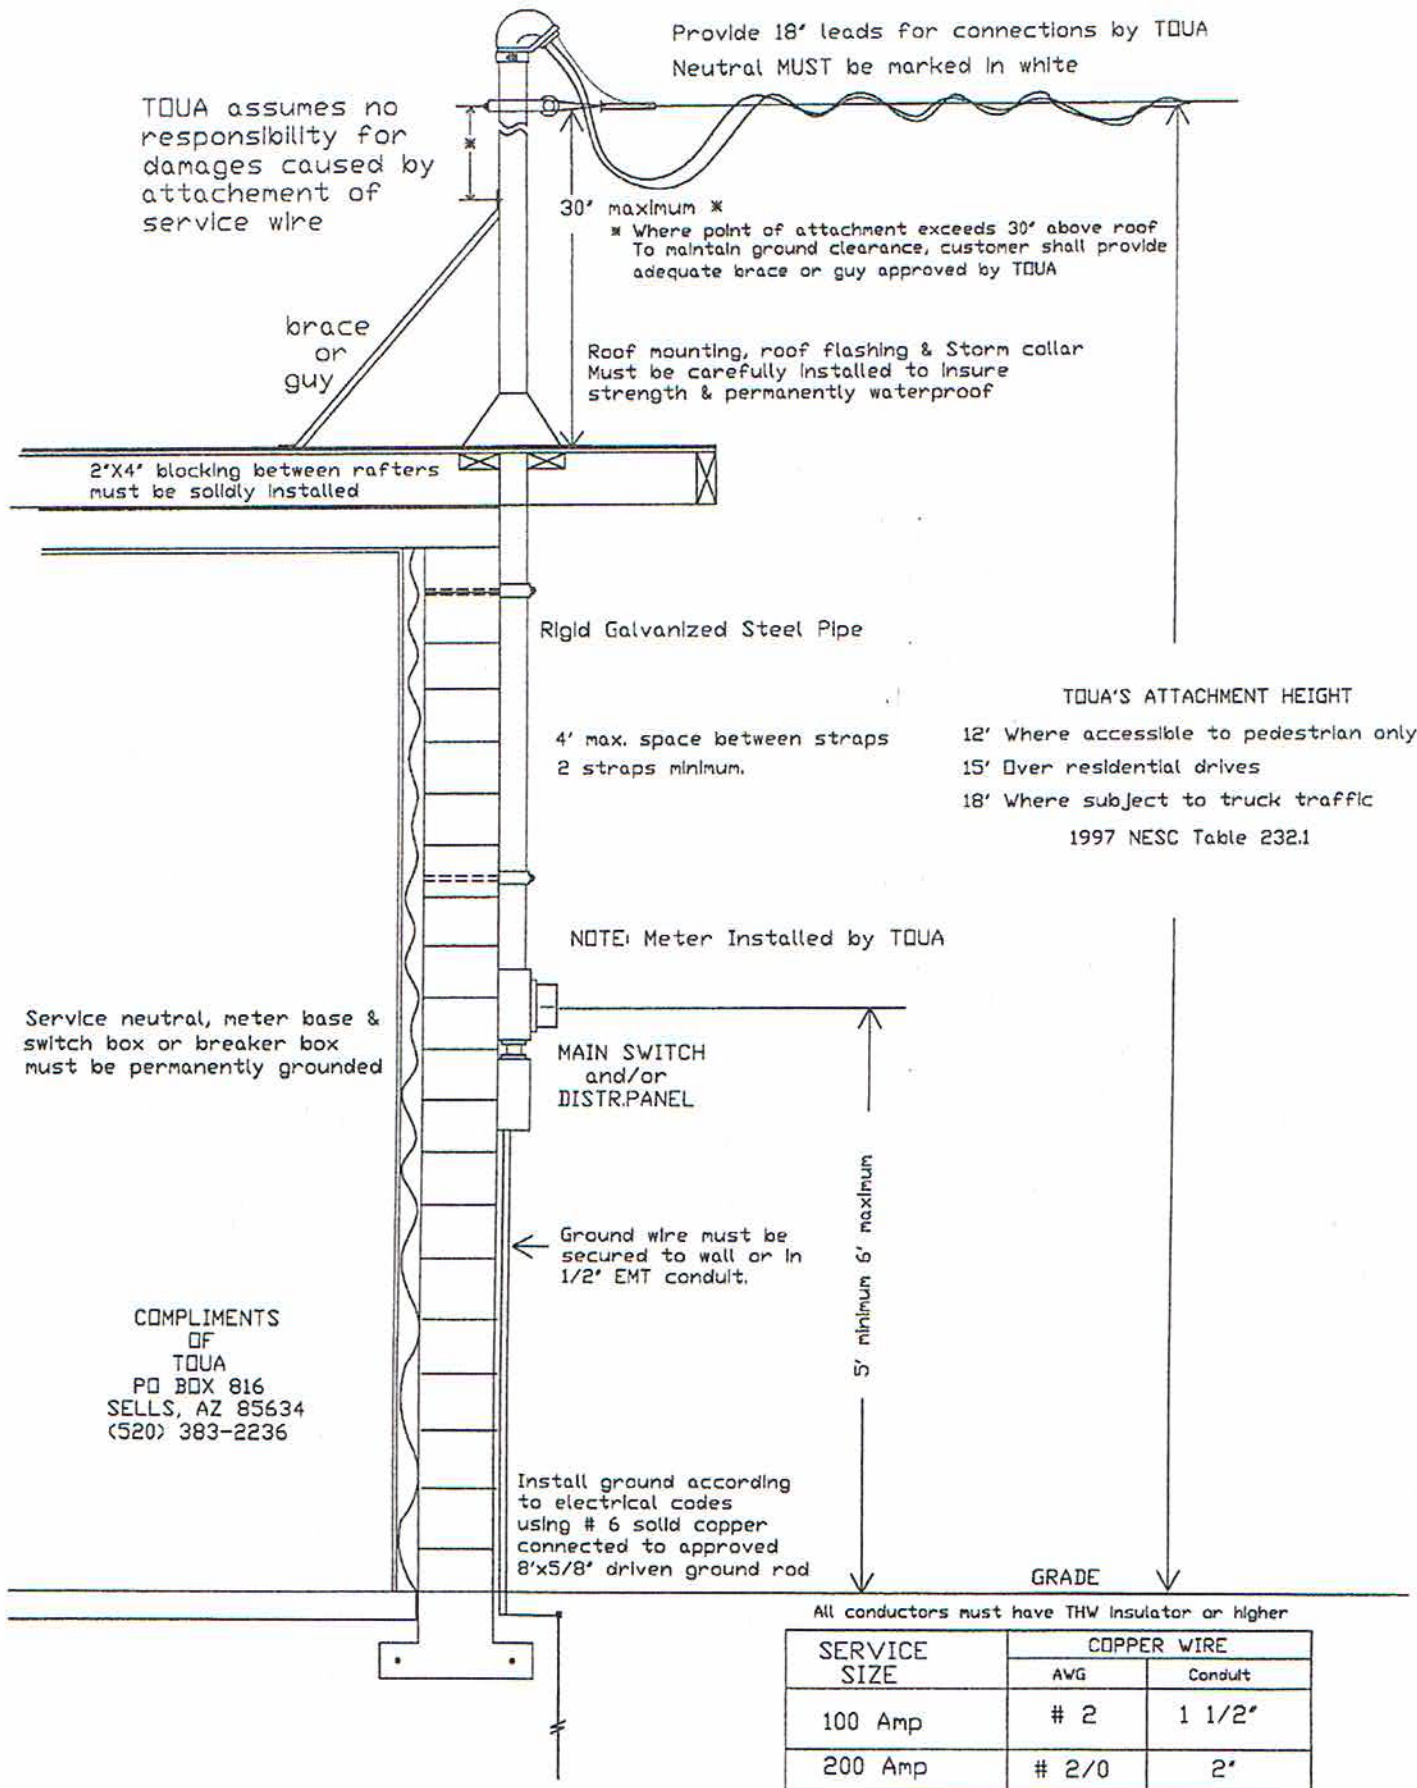 Provide 18" leads for connections by TOUA
Neutral MUST be marked in white
TOUA assumes no
responsibility for
damages caused by
attachement of
service wire
*
30" maximum *
* Where point of attachment exceeds 30" above roof
To maintain ground clearance, customer shall provide
adequate brace or guy approved by TOUA
brace
or
guy
Roof mounting, roof flashing & Storm collar
Must be carefully installed to insure
strength & permanently waterproof
2"X4" blocking between rafters
must be solidly installed
Rigid Galvanized Steel Pipe
4' max. space between straps
2 straps minimum.
TOUA'S ATTACHMENT HEIGHT
12' Where accessible to pedestrian only
15' Over residential drives
18' Where subject to truck traffic
1997 NESC Table 232.1
NOTE: Meter Installed by TOUA
Service neutral, meter base &
switch box or breaker box
must be permanently grounded
MAIN SWITCH
and/or
DISTR.PANEL
5' minimum 6' maximum
Ground wire must be
secured to wall or in
1/2" EMT conduit.
COMPLIMENTS
OF
TOUA
PO BOX 816
SELLS, AZ 85634
(520) 383-2236
Install ground according
to electrical codes
using # 6 solid copper
connected to approved
8'x5/8" driven ground rod
GRADE
All conductors must have THW insulator or higher
SERVICE SIZE COPPER WIRE
AWG Conduit
100 Amp # 2 1 1/2"
200 Amp # 2/0 2"